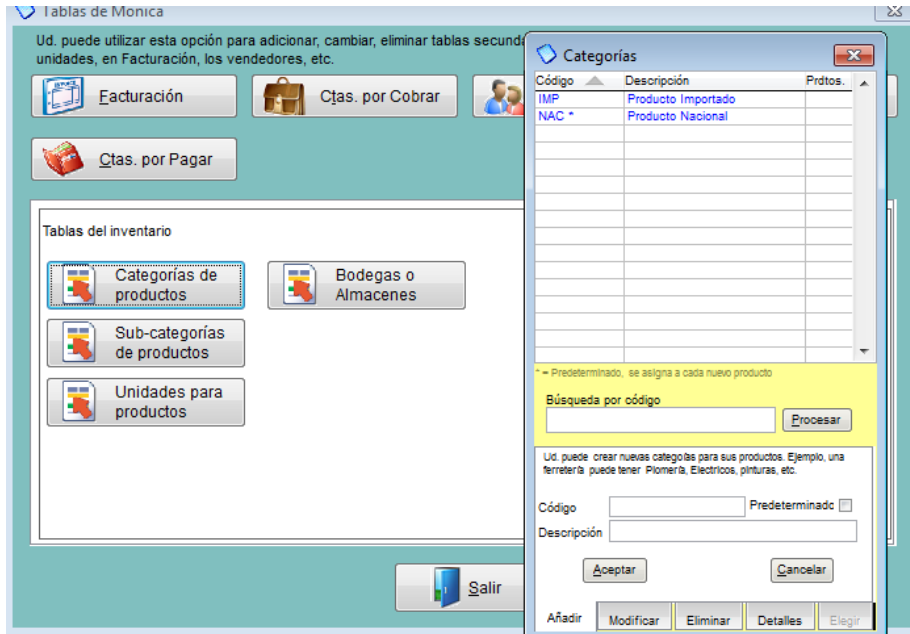 Tablas de Monica
Ud. puede utilizar esta opción para adicionar, cambiar, eliminar tablas secund
unidades, en Facturación, los vendedores, etc.
Facturación
Ctas. por Cobrar
Ctas. por Pagar
Tablas del inventario
Categorías de
productos
Bodegas o
Almacenes
Sub-categorías
de productos
Unidades para
productos
Salir
Categorías
Código Descripción Prdtos.
IMP Producto Importado
NAC * Producto Nacional
* = Predeterminado, se asigna a cada nuevo producto
Búsqueda por código
Procesar
Ud. puede crear nuevas categoías para sus productos. Ejemplo, una
ferretería puede tener Plomería, Electricos, pinturas, etc.
Código Predeterminadc
Descripción
Aceptar Cancelar
Añadir Modificar Eliminar Detalles Elegir